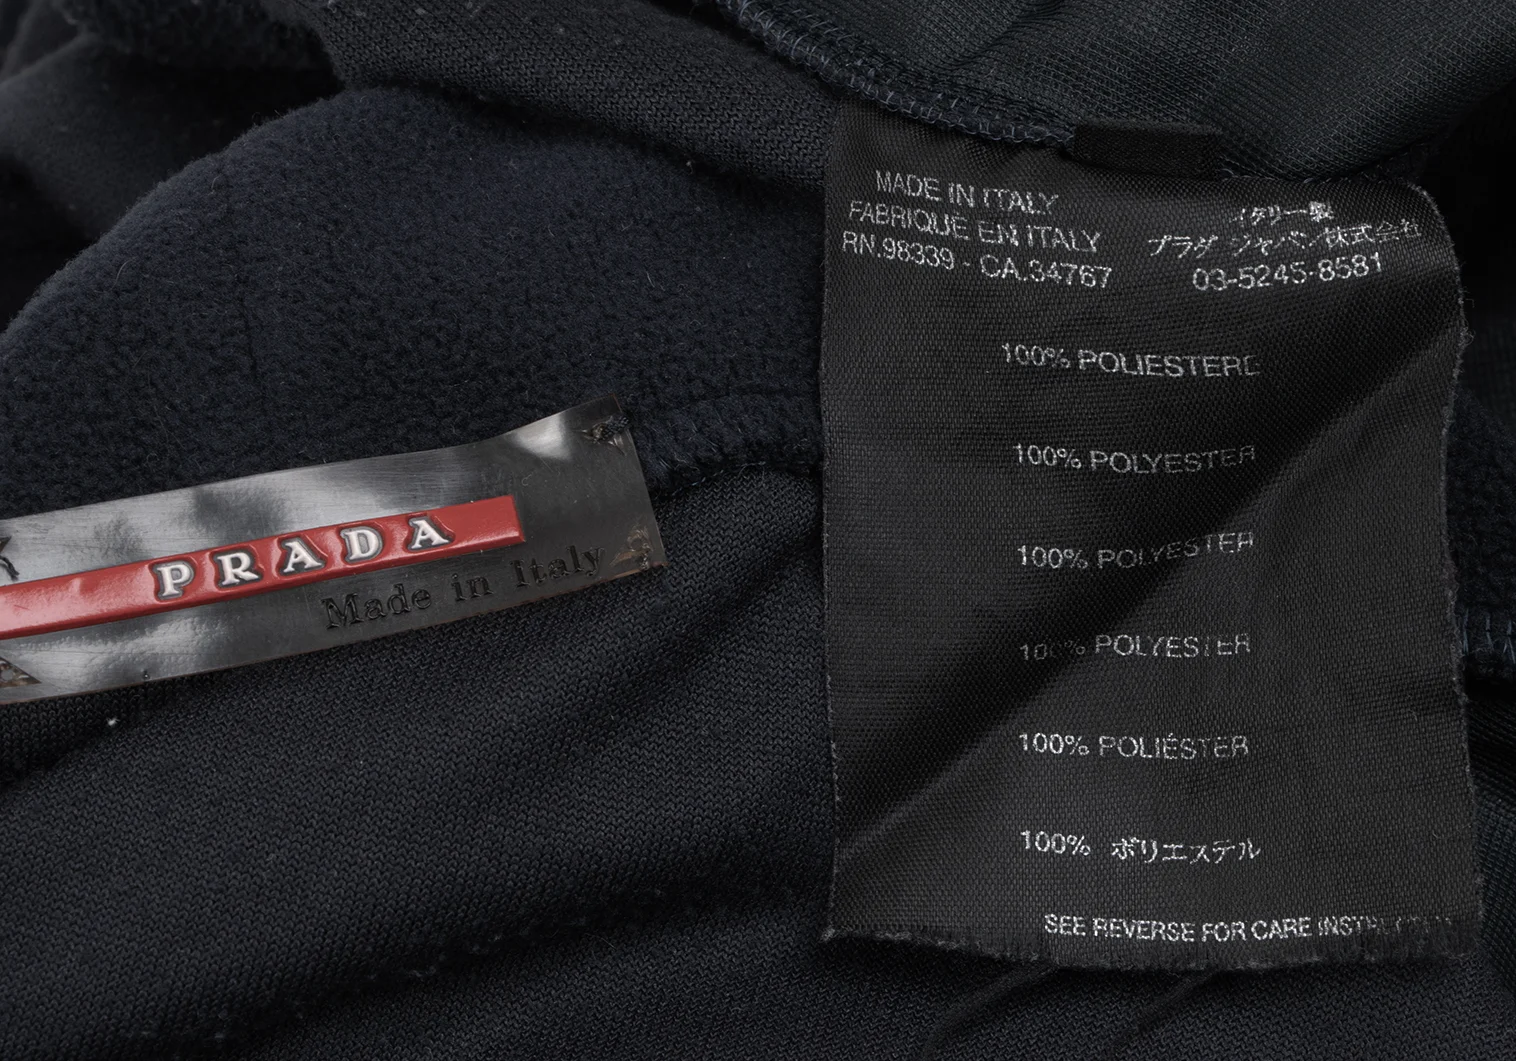 PRADA
Made in Italy
MADE IN ITALY
FABRIQUE EN ITALY
RN.98339 - CA.34767
イタリー製
プラダ ジャパン株式会社
03-5245-8581
100% POLIESTERE
100% POLYESTER
100% POLYESTER
100% POLYESTER
100% POLIÉSTER
100% ポリエステル
SEE REVERSE FOR CARE